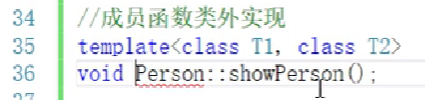 34 //成员函数类外实现
35 template<class T1, class T2>
36 void Person::showPerson();